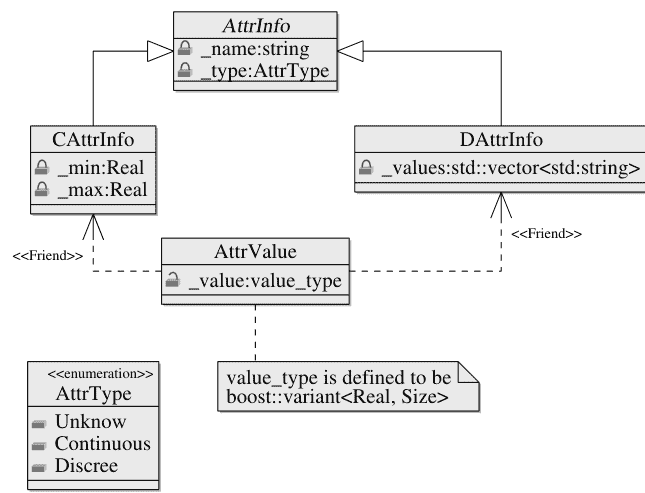 AttrInfo
_name:string
_type:AttrType
CAttrInfo
_min:Real
_max:Real
DAttrInfo
_values:std::vector<std:string>
<<Friend>>
<<Friend>>
AttrValue
_value:value_type
value_type is defined to be
boost::variant<Real, Size>
<<enumeration>>
AttrType
Unknow
Continuous
Discree